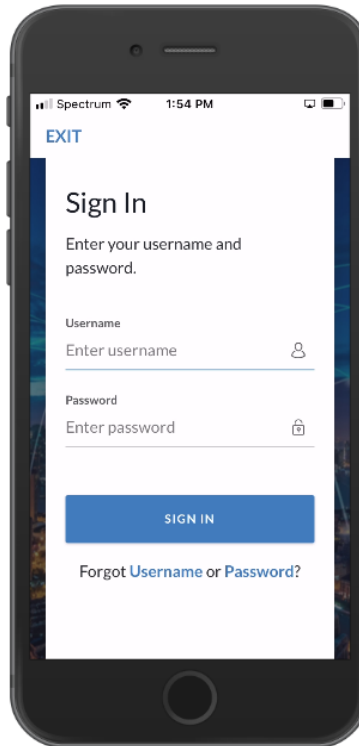 Spectrum 1:54 PM
EXIT
Sign In
Enter your username and
password.
Username
Enter username
Password
Enter password
SIGN IN
Forgot Username or Password?